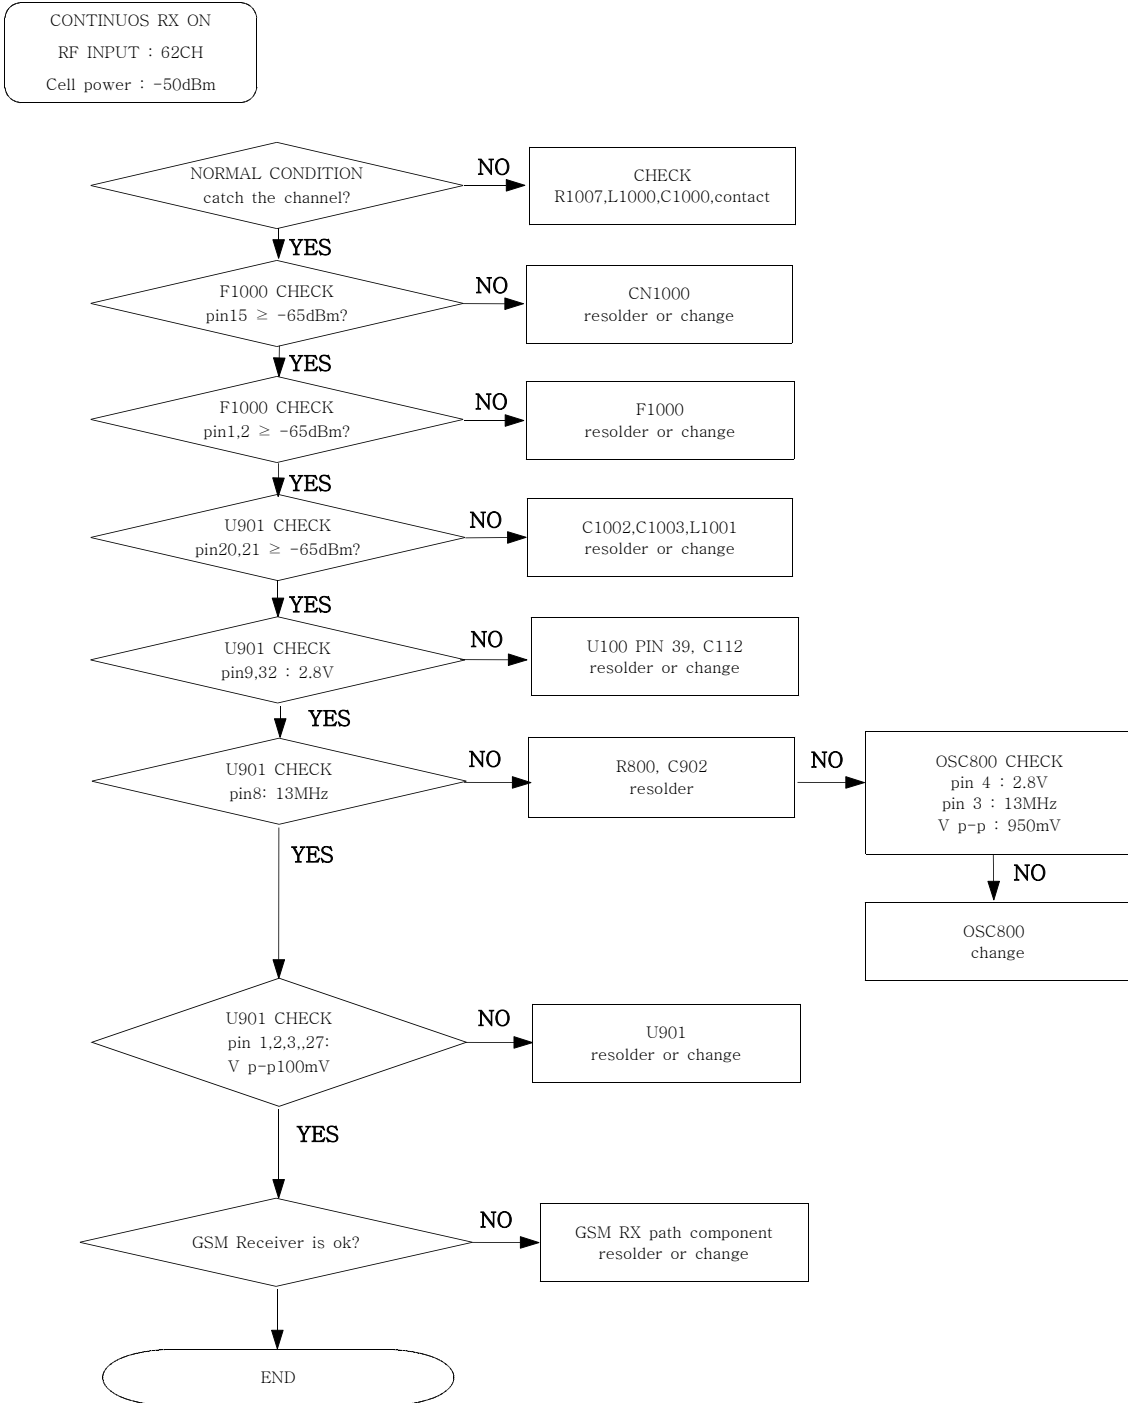 CONTINUOS RX ON
RF INPUT : 62CH
Cell power : -50dBm
NORMAL CONDITION
catch the channel?
NO
CHECK
R1007,L1000,C1000,contact
YES
F1000 CHECK
pin15 ≥ -65dBm?
NO
CN1000
resolder or change
YES
F1000 CHECK
pin1,2 ≥ -65dBm?
NO
F1000
resolder or change
YES
U901 CHECK
pin20,21 ≥ -65dBm?
NO
C1002,C1003,L1001
resolder or change
YES
U901 CHECK
pin9,32 : 2.8V
NO
U100 PIN 39, C112
resolder or change
YES
U901 CHECK
pin8: 13MHz
NO
R800, C902
resolder
NO
OSC800 CHECK
pin 4 : 2.8V
pin 3 : 13MHz
V p-p : 950mV
YES
NO
OSC800
change
U901 CHECK
pin 1,2,3,,27:
V p-p100mV
NO
U901
resolder or change
YES
GSM Receiver is ok?
NO
GSM RX path component
resolder or change
END